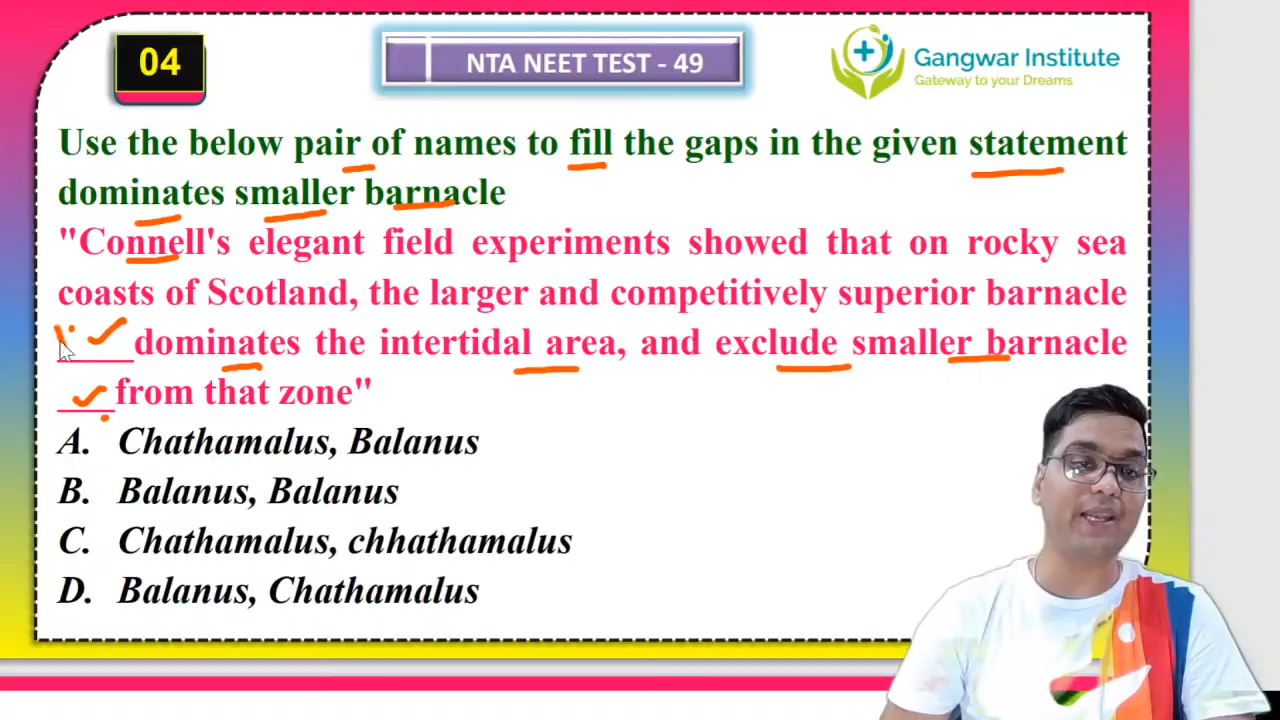 04
NTA NEET TEST - 49
Gangwar Institute
Gateway to your Dreams
Use the below pair of names to fill the gaps in the given statement
dominates smaller barnacle
"Connell's elegant field experiments showed that on rocky sea
coasts of Scotland, the larger and competitively superior barnacle
____dominates the intertidal area, and exclude smaller barnacle
___from that zone"
A. Chathamalus, Balanus
B. Balanus, Balanus
C. Chathamalus, chhathamalus
D. Balanus, Chathamalus